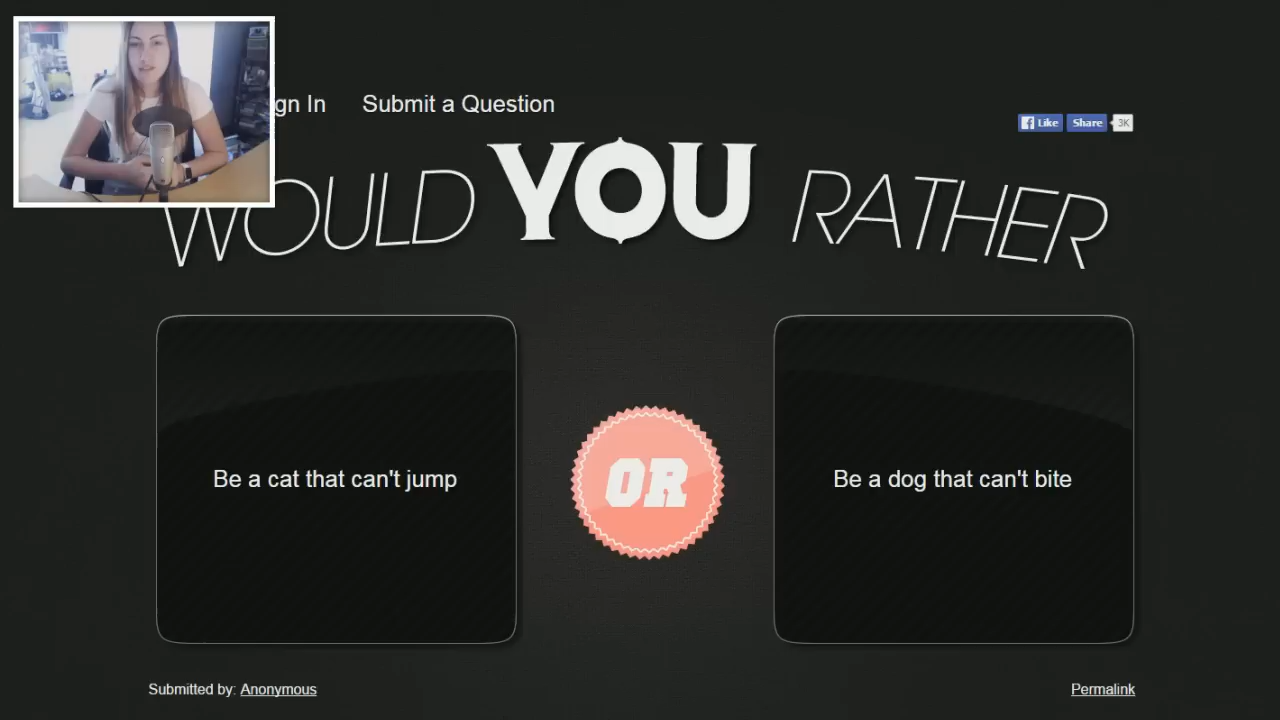 gn In
Submit a Question
Like
Share
3K
WOULD YOU RATHER
Be a cat that can't jump
OR
Be a dog that can't bite
Submitted by: Anonymous
Permalink